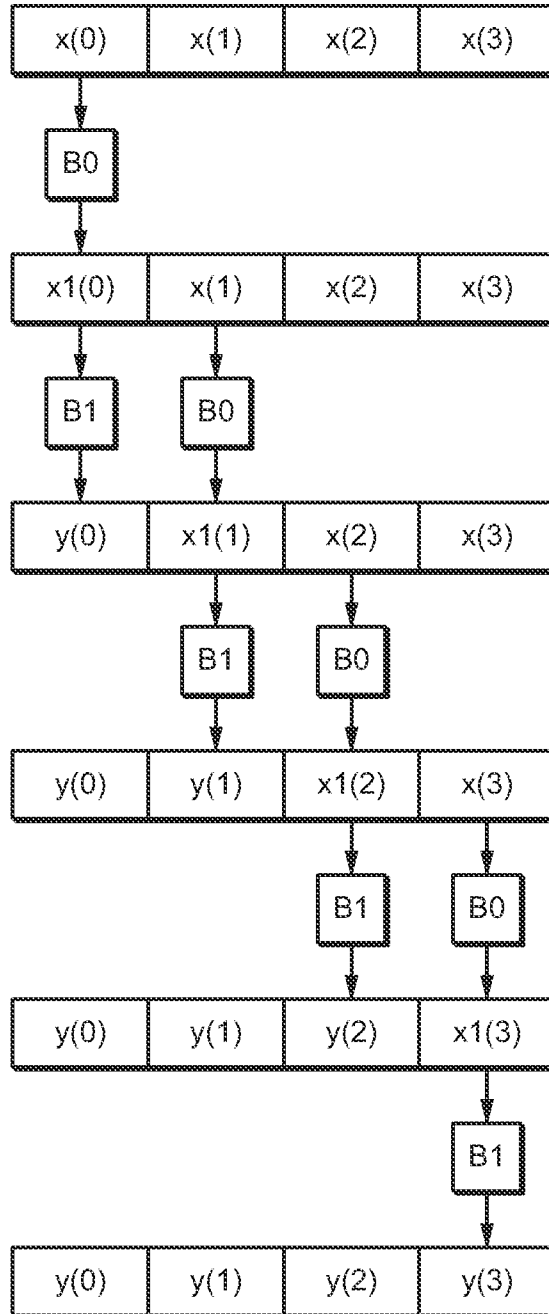 x(0) x(1) x(2) x(3)
B0
x1(0) x(1) x(2) x(3)
B1 B0
y(0) x1(1) x(2) x(3)
B1 B0
y(0) y(1) x1(2) x(3)
B1 B0
y(0) y(1) y(2) x1(3)
B1
y(0) y(1) y(2) y(3)